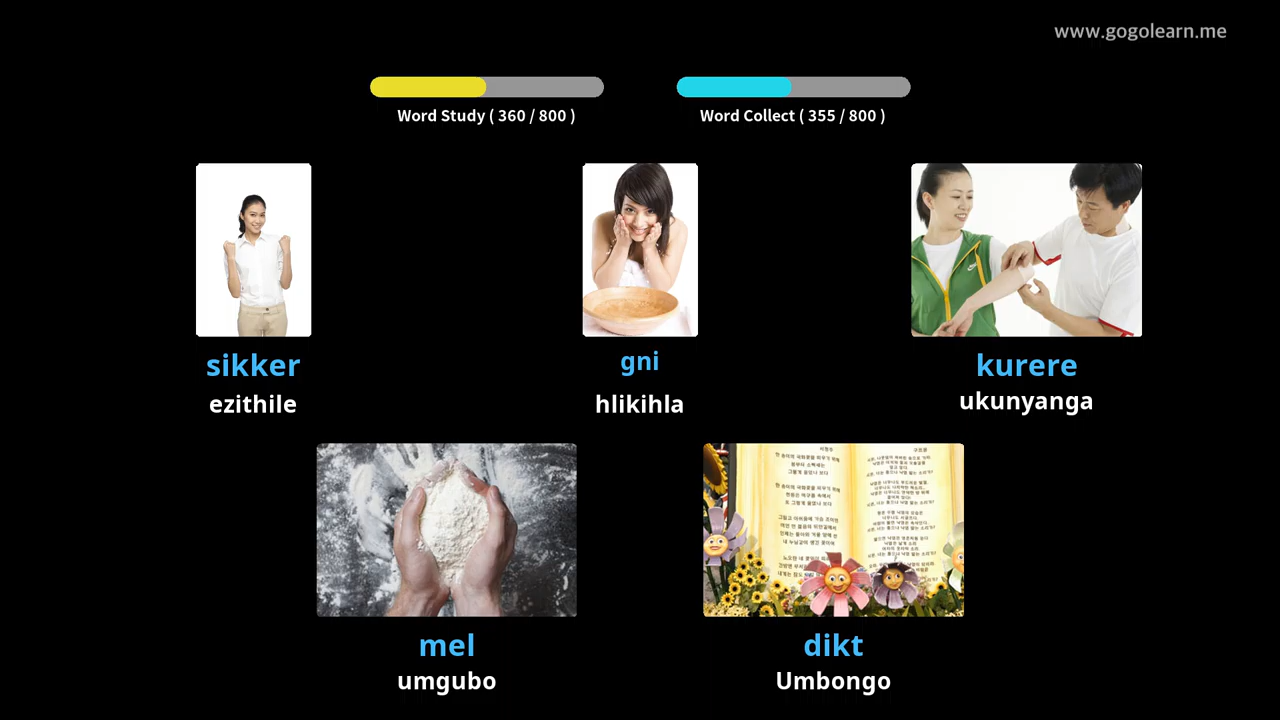 www.gogolearn.me
Word Study ( 360 / 800 )
Word Collect ( 355 / 800 )
sikker
ezithile
gni
hlikihla
kurere
ukunyanga
mel
umgubo
dikt
Umbongo